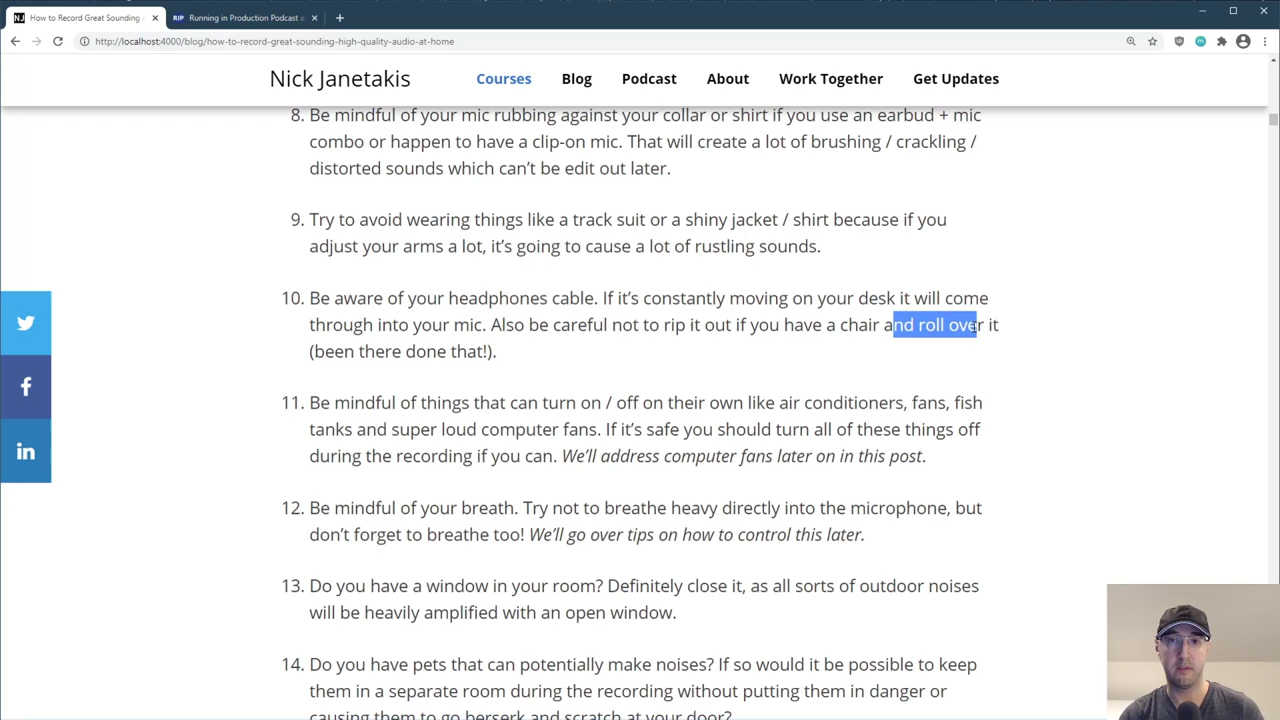 How to Record Great Sounding
Running in Production Podcast a
http://localhost:4000/blog/how-to-record-great-sounding-high-quality-audio-at-home
Nick Janetakis
Courses
Blog
Podcast
About
Work Together
Get Updates
8. Be mindful of your mic rubbing against your collar or shirt if you use an earbud + mic
combo or happen to have a clip-on mic. That will create a lot of brushing / crackling /
distorted sounds which can’t be edit out later.
9. Try to avoid wearing things like a track suit or a shiny jacket / shirt because if you
adjust your arms a lot, it’s going to cause a lot of rustling sounds.
10. Be aware of your headphones cable. If it’s constantly moving on your desk it will come
through into your mic. Also be careful not to rip it out if you have a chair and roll over it
(been there done that!).
11. Be mindful of things that can turn on / off on their own like air conditioners, fans, fish
tanks and super loud computer fans. If it’s safe you should turn all of these things off
during the recording if you can. We’ll address computer fans later on in this post.
12. Be mindful of your breath. Try not to breathe heavy directly into the microphone, but
don’t forget to breathe too! We’ll go over tips on how to control this later.
13. Do you have a window in your room? Definitely close it, as all sorts of outdoor noises
will be heavily amplified with an open window.
14. Do you have pets that can potentially make noises? If so would it be possible to keep
them in a separate room during the recording without putting them in danger or
causing them to go berserk and scratch at your door?